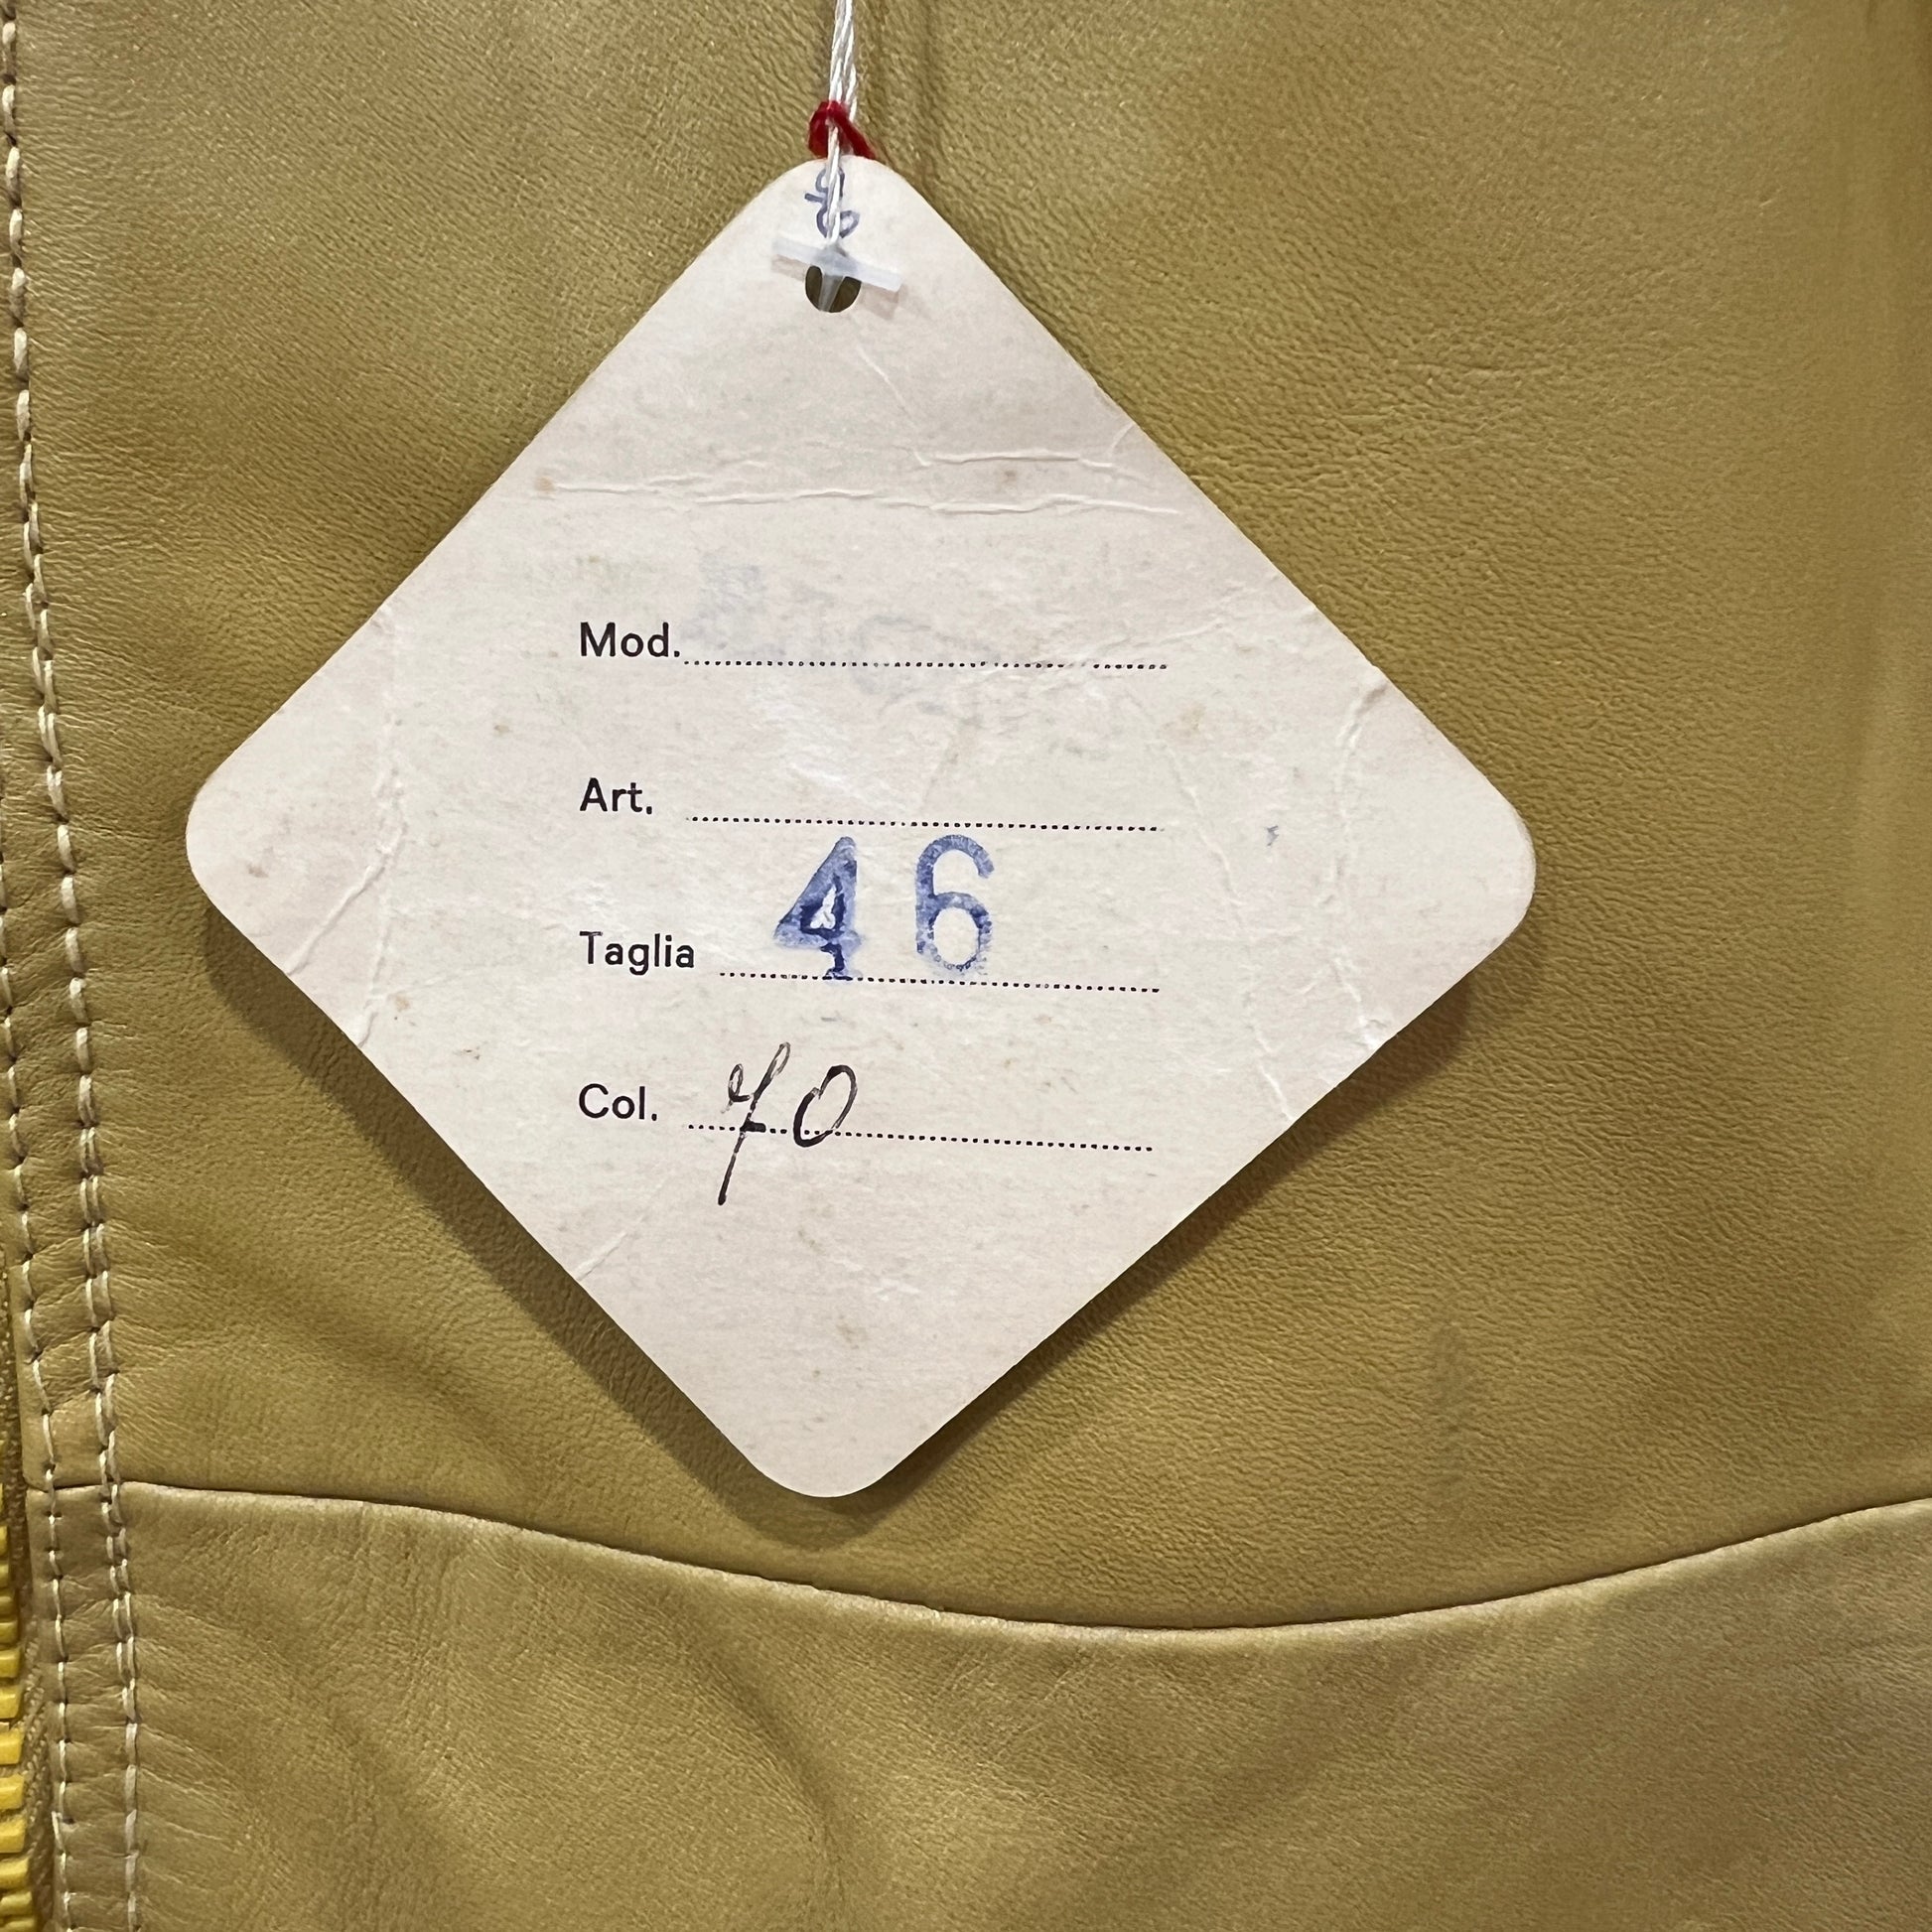 Mod.
Art.
Taglia 46
Col. 70